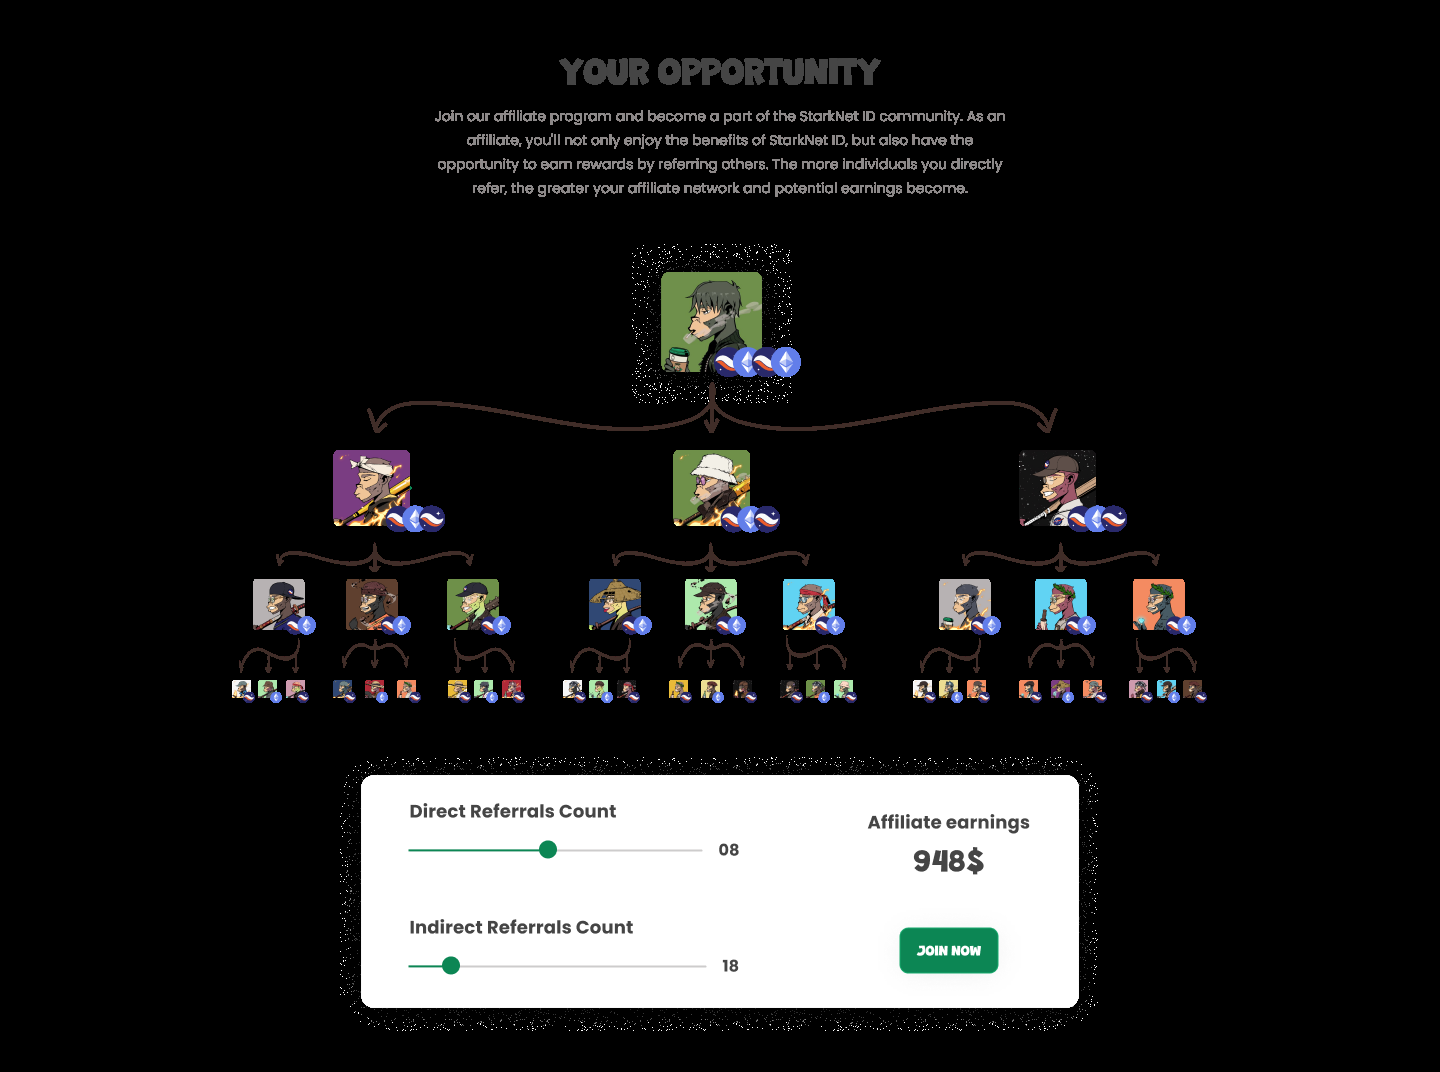 YOUR OPPORTUNITY
Join our affiliate program and become a part of the StarkNet ID community. As an
affiliate, you'll not only enjoy the benefits of StarkNet ID, but also have the
opportunity to earn rewards by referring others. The more individuals you directly
refer, the greater your affiliate network and potential earnings become.
Direct Referrals Count
08
Affiliate earnings
948$
Indirect Referrals Count
18
JOIN NOW